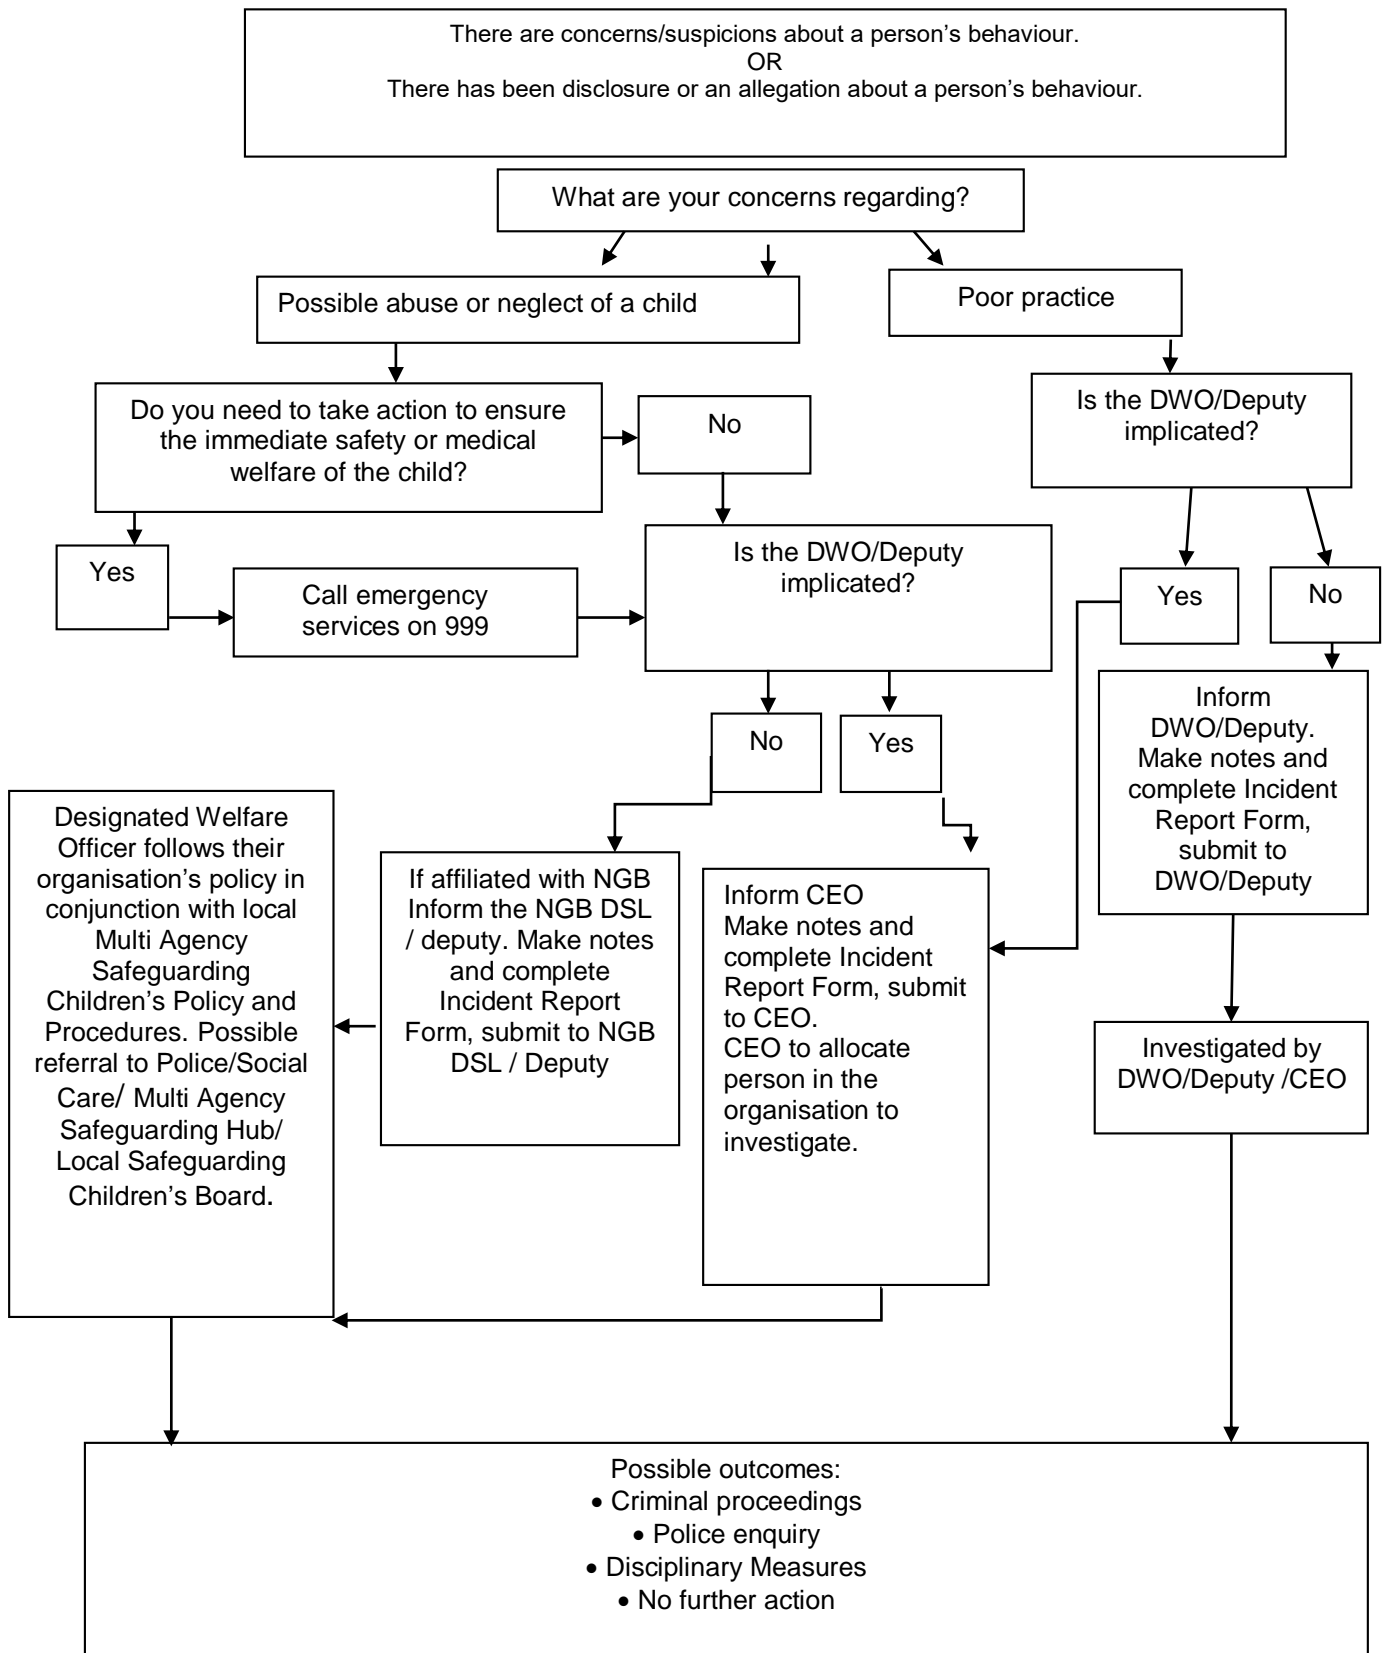 There are concerns/suspicions about a person’s behaviour.
OR
There has been disclosure or an allegation about a person’s behaviour.
What are your concerns regarding?
Possible abuse or neglect of a child
Poor practice
Do you need to take action to ensure
the immediate safety or medical
welfare of the child?
No
Is the DWO/Deputy
implicated?
Yes
Call emergency
services on 999
Is the DWO/Deputy
implicated?
Yes
No
No
Yes
Inform
DWO/Deputy.
Make notes and
complete Incident
Report Form,
submit to
DWO/Deputy
Designated Welfare
Officer follows their
organisation’s policy in
conjunction with local
Multi Agency
Safeguarding
Children’s Policy and
Procedures. Possible
referral to Police/Social
Care/ Multi Agency
Safeguarding Hub/
Local Safeguarding
Children’s Board.
If affiliated with NGB
Inform the NGB DSL
/ deputy. Make notes
and complete
Incident Report
Form, submit to NGB
DSL / Deputy
Inform CEO
Make notes and
complete Incident
Report Form, submit
to CEO.
CEO to allocate
person in the
organisation to
investigate.
Investigated by
DWO/Deputy /CEO
Possible outcomes:
• Criminal proceedings
• Police enquiry
• Disciplinary Measures
• No further action